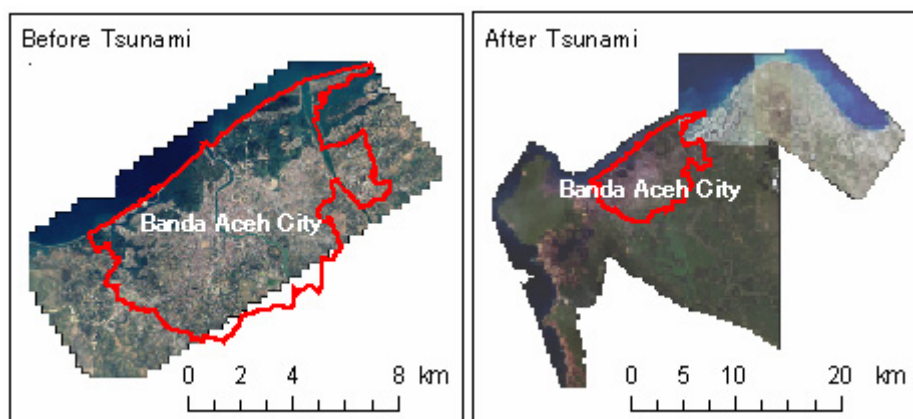 Before Tsunami
Banda Aceh City
0 2 4 8 km
After Tsunami
Banda Aceh City
0 5 10 20 km